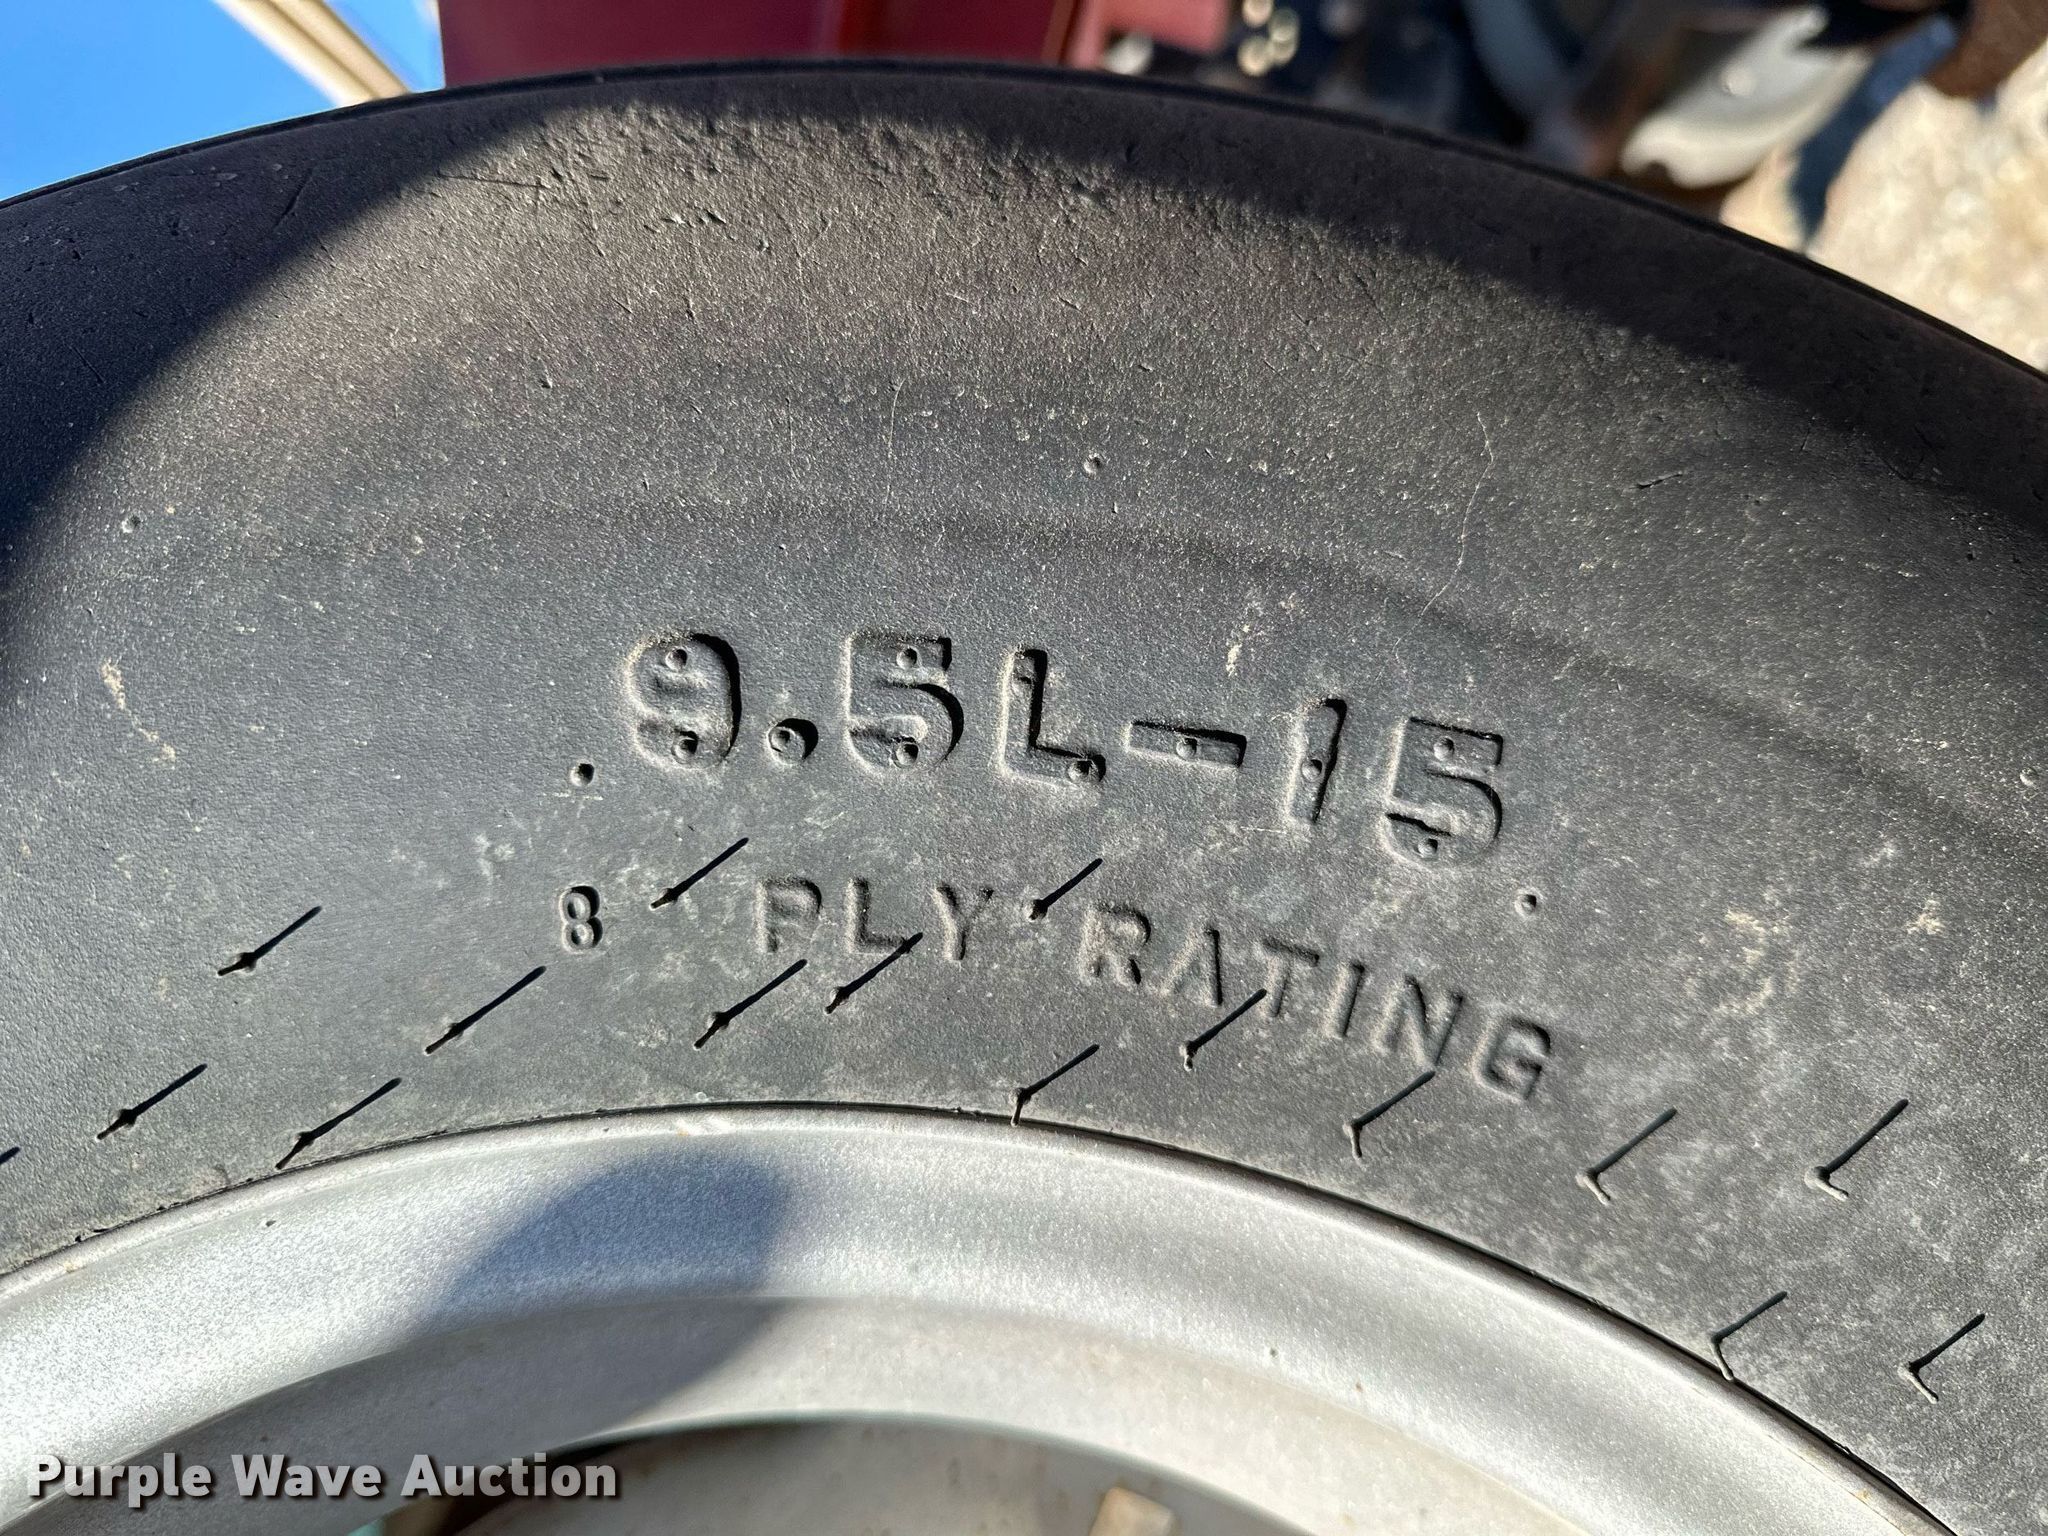 9.5L-15
8 PLY RATING
Purple Wave Auction